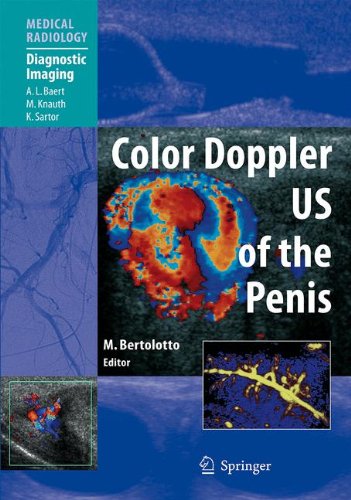 MEDICAL
RADIOLOGY
Diagnostic
Imaging
A. L. Baert
M. Knauth
K. Sartor
Color Doppler
US
of the
Penis
M. Bertolotto
Editor
Springer